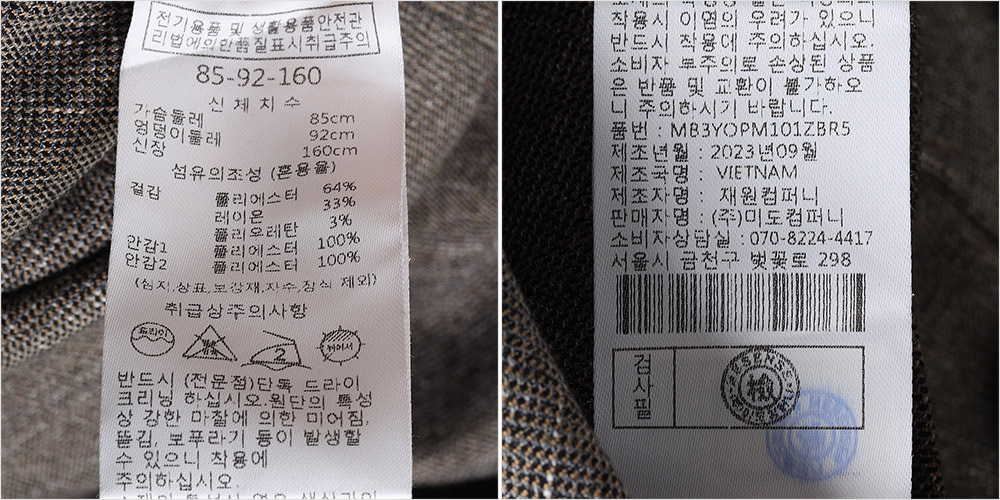 전기용품 및 생활용품안전관
리법에의한품질표시취급주의
85-92-160
신체치수
가슴둘레 85cm
엉덩이둘레 92cm
신장 160cm
섬유의조성 (혼용율)
겉감 폴리에스터 64%
레이온 33%
폴리우레탄 3%
안감1 폴리에스터 100%
안감2 폴리에스터 100%
(심지,상표,보강재,자수,장식 제외)
취급상주의사항
드라이
2
반드시 (전문점)단독 드라이
크리닝 하십시오.원단의 특성
상 강한 마찰에 의한 미어짐,
뜯김, 보푸라기 등이 발생할
수 있으니 착용에
주의하십시오.
착용시 이염의 우려가 있으니
반드시 착용에 주의하십시오.
소비자 부주의로 손상된 상품
은 반품 및 교환이 불가하오
니 주의하시기 바랍니다.
품번 : MB3YOPM101ZBR5
제조년월 : 2023년09월
제조국명 : VIETNAM
제조자명 : 재원컴퍼니
판매자명 : (주)미도컴퍼니
소비자상담실 : 070-8224-4417
서울시 금천구 벚꽃로 298
검사필